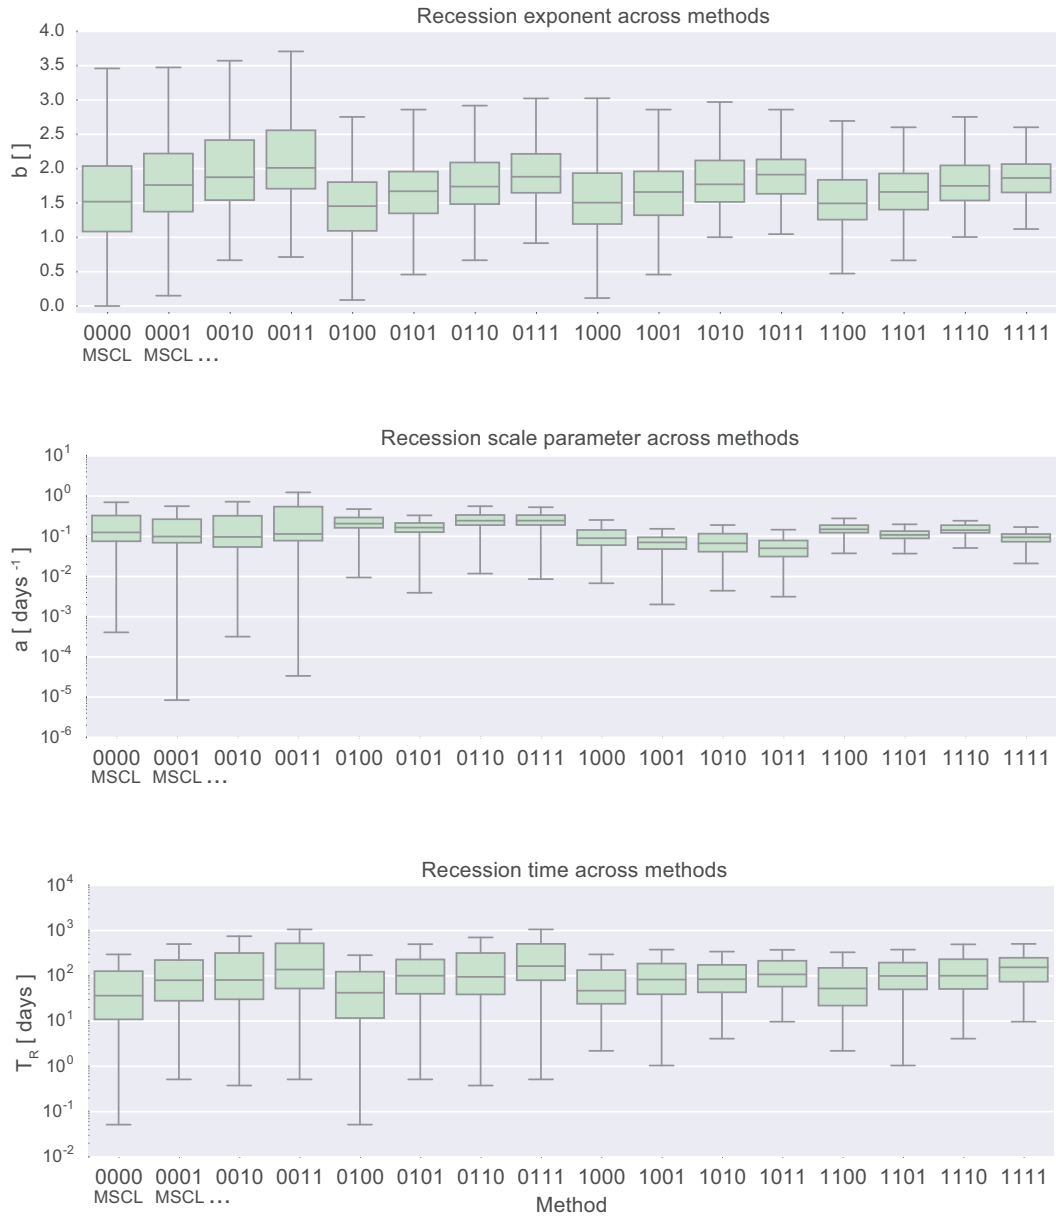 Recession exponent across methods
4.0
3.5
3.0
2.5
2.0
1.5
1.0
0.5
0.0
b [ ]
0000 0001 0010 0011 0100 0101 0110 0111 1000 1001 1010 1011 1100 1101 1110 1111
MSCL MSCL ...
Recession scale parameter across methods
10^1
10^0
10^-1
10^-2
10^-3
10^-4
10^-5
10^-6
a [ days^-1 ]
0000 0001 0010 0011 0100 0101 0110 0111 1000 1001 1010 1011 1100 1101 1110 1111
MSCL MSCL ...
Recession time across methods
10^4
10^3
10^2
10^1
10^0
10^-1
10^-2
T_R [ days ]
0000 0001 0010 0011 0100 0101 0110 0111 1000 1001 1010 1011 1100 1101 1110 1111
MSCL MSCL ...
Method